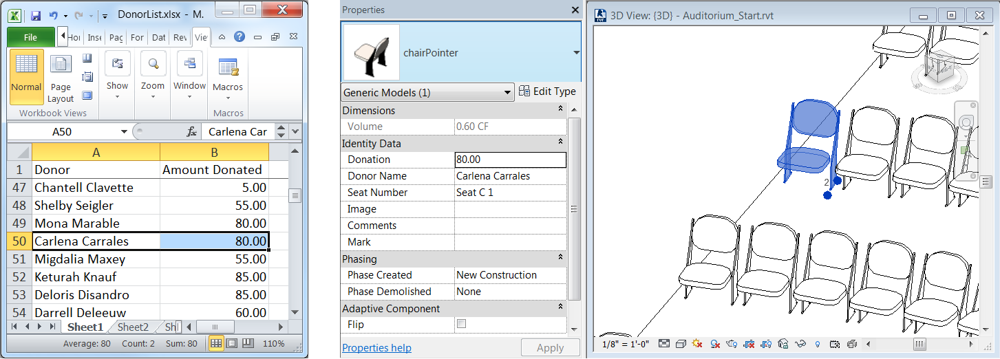 DonorList.xlsx - M.
File
Ins
Pag
For
Dat
Rev
Vie
Normal
Page
Layout
Show
Zoom
Window
Macros
Workbook Views
Macros
A50 fx Carlena Car
A B
1 Donor Amount Donated
47 Chantell Clavette 5.00
48 Shelby Seigler 55.00
49 Mona Marable 80.00
50 Carlena Carrales 80.00
51 Migdalia Maxey 55.00
52 Keturah Knauf 85.00
53 Deloris Disandro 85.00
54 Darrell Deleeuw 60.00
Sheet1 Sheet2
Average: 80 Count: 2 Sum: 80 110%
Properties
chairPointer
Generic Models (1) Edit Type
Dimensions
Volume 0.60 CF
Identity Data
Donation 80.00
Donor Name Carlena Carrales
Seat Number Seat C 1
Image
Comments
Mark
Phasing
Phase Created New Construction
Phase Demolished None
Adaptive Component
Flip
Properties help Apply
3D View: {3D} - Auditorium_Start.rvt
2
1/8" = 1'-0"